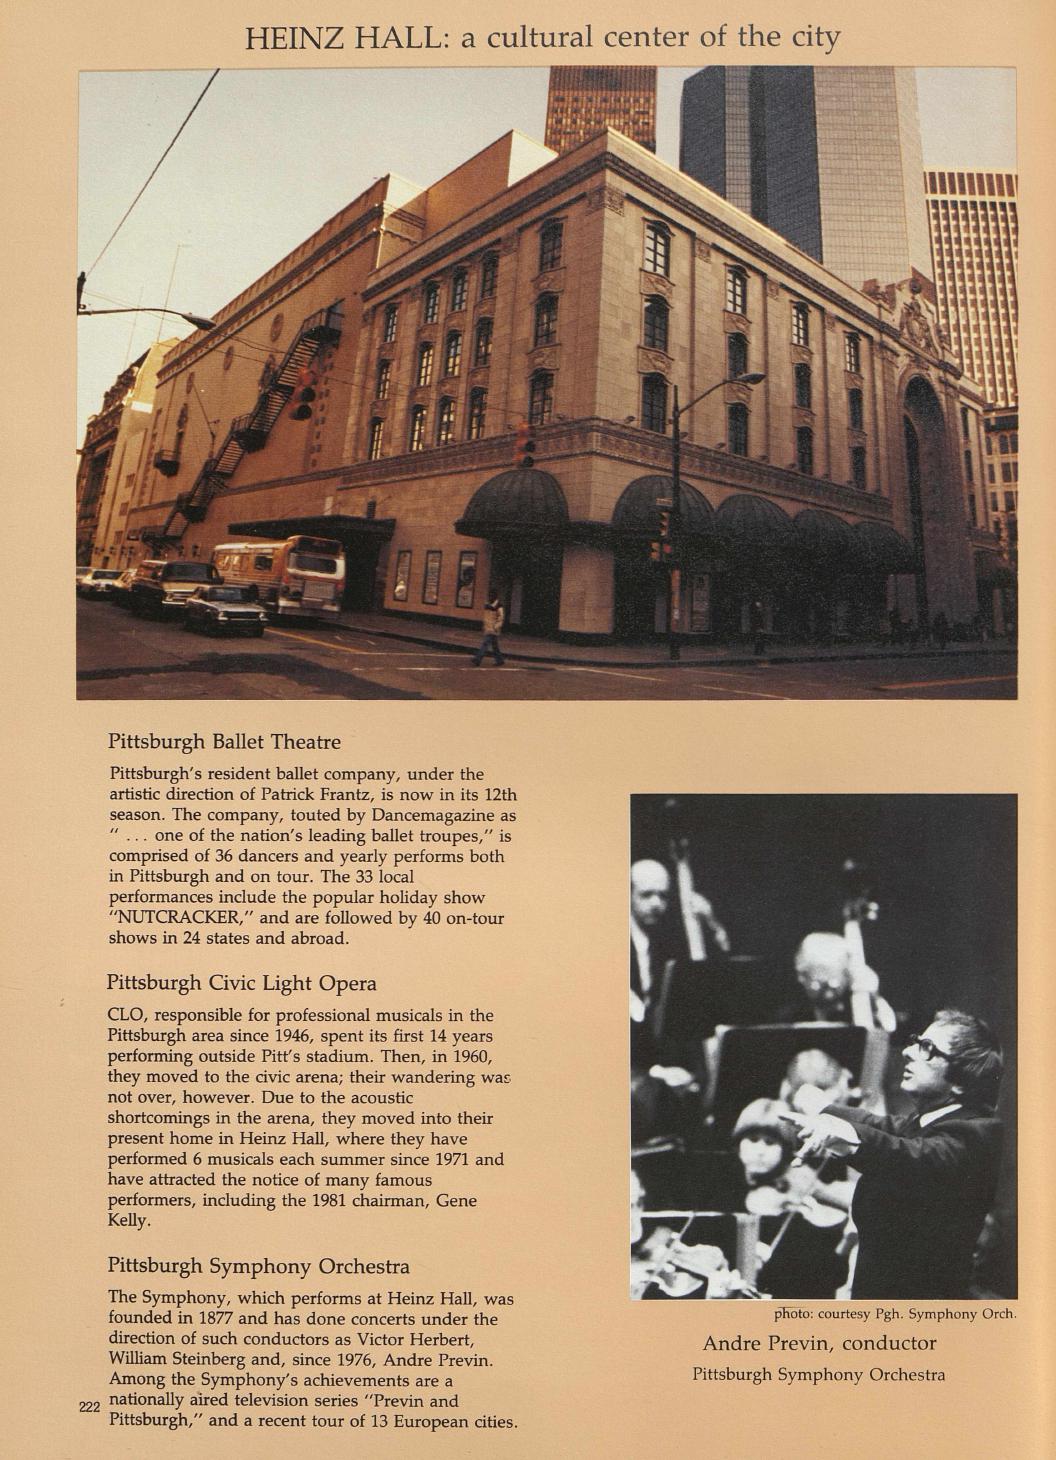 HEINZ HALL: a cultural center of the city
Pittsburgh Ballet Theatre
Pittsburgh's resident ballet company, under the
artistic direction of Patrick Frantz, is now in its 12th
season. The company, touted by Dancemagazine as
" ... one of the nation's leading ballet troupes," is
comprised of 36 dancers and yearly performs both
in Pittsburgh and on tour. The 33 local
performances include the popular holiday show
"NUTCRACKER," and are followed by 40 on-tour
shows in 24 states and abroad.
Pittsburgh Civic Light Opera
CLO, responsible for professional musicals in the
Pittsburgh area since 1946, spent its first 14 years
performing outside Pitt's stadium. Then, in 1960,
they moved to the civic arena; their wandering was
not over, however. Due to the acoustic
shortcomings in the arena, they moved into their
present home in Heinz Hall, where they have
performed 6 musicals each summer since 1971 and
have attracted the notice of many famous
performers, including the 1981 chairman, Gene
Kelly.
Pittsburgh Symphony Orchestra
The Symphony, which performs at Heinz Hall, was
founded in 1877 and has done concerts under the
direction of such conductors as Victor Herbert,
William Steinberg and, since 1976, Andre Previn.
Among the Symphony's achievements are a
nationally aired television series "Previn and
Pittsburgh," and a recent tour of 13 European cities.
222
photo: courtesy Pgh. Symphony Orch.
Andre Previn, conductor
Pittsburgh Symphony Orchestra